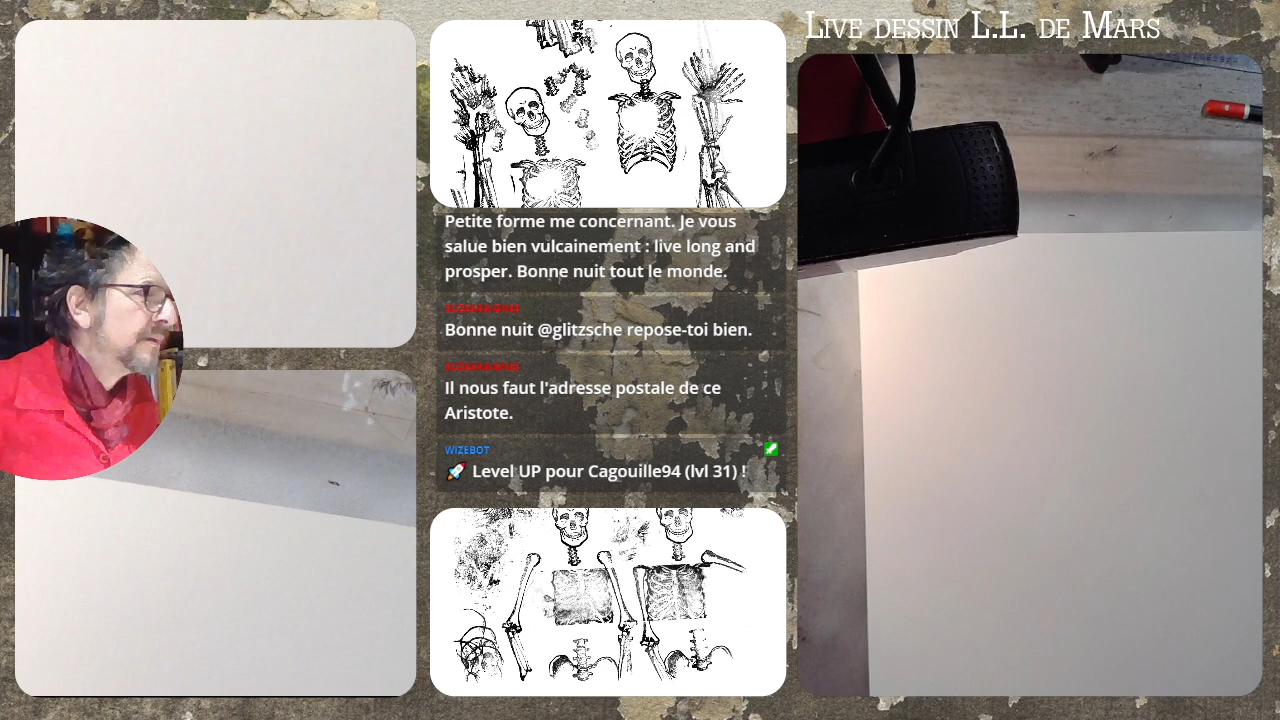 Live dessin L.L. de Mars
Petite forme me concernant. Je vous
salue bien vulcainement : live long and
prosper. Bonne nuit tout le monde.
Bonne nuit @glitzsche repose-toi bien.
Il nous faut l'adresse postale de ce
Aristote.
WIZEBOT
🚀 Level UP pour Cagouille94 (lvl 31) !